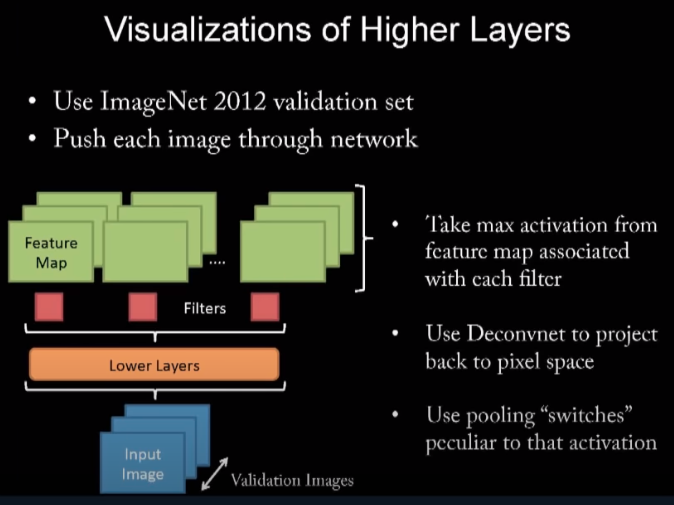 Visualizations of Higher Layers
• Use ImageNet 2012 validation set
• Push each image through network
Feature
Map
....
Filters
Lower Layers
Input
Image
Validation Images
• Take max activation from
feature map associated
with each filter
• Use Deconvnet to project
back to pixel space
• Use pooling “switches”
peculiar to that activation